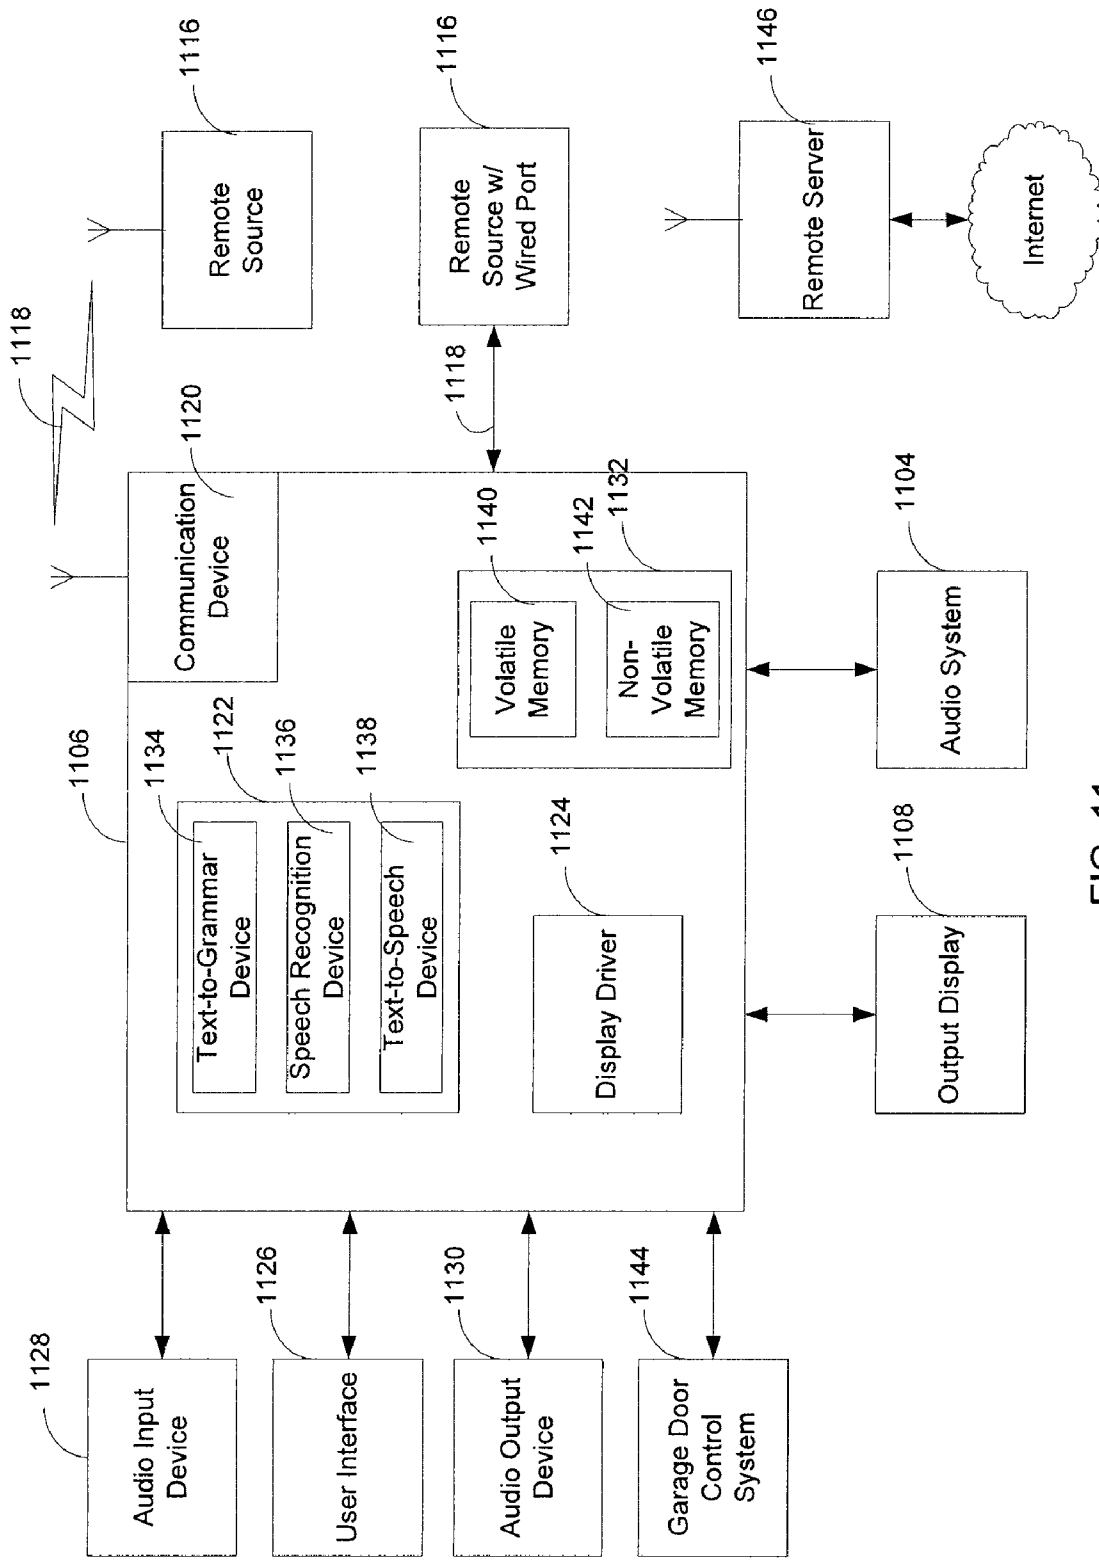 1128
Audio Input
Device
1126
User Interface
1130
Audio Output
Device
1144
Garage Door
Control
System
1106
1134
1122
1136
1138
Text-to-Grammar
Device
Speech Recognition
Device
Text-to-Speech
Device
1124
Display Driver
Communication
Device
1120
1140
1142
1132
Volatile
Memory
Non-
Volatile
Memory
1118
1116
Remote
Source
1118
1116
Remote
Source w/
Wired Port
1146
Remote Server
Internet
1108
Output Display
1104
Audio System
FIG. 11